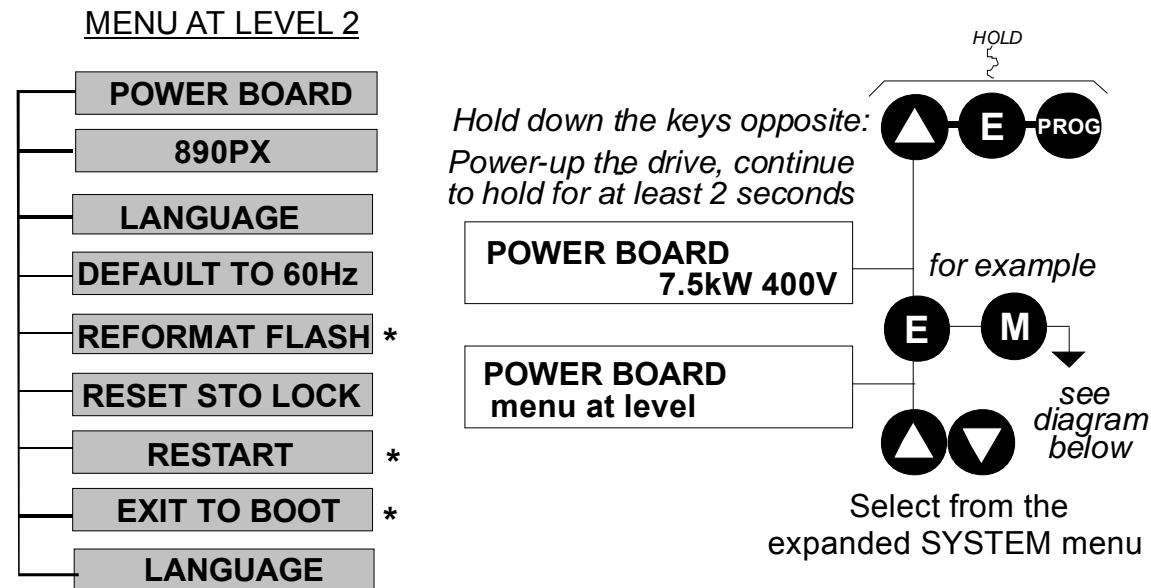 MENU AT LEVEL 2
POWER BOARD
890PX
LANGUAGE
DEFAULT TO 60Hz
REFORMAT FLASH *
RESET STO LOCK
RESTART *
EXIT TO BOOT *
LANGUAGE
HOLD
Hold down the keys opposite:
E
PROG
Power-up the drive, continue
to hold for at least 2 seconds
POWER BOARD
7.5kW 400V
for example
E
M
POWER BOARD
menu at level
see
diagram
below
Select from the
expanded SYSTEM menu